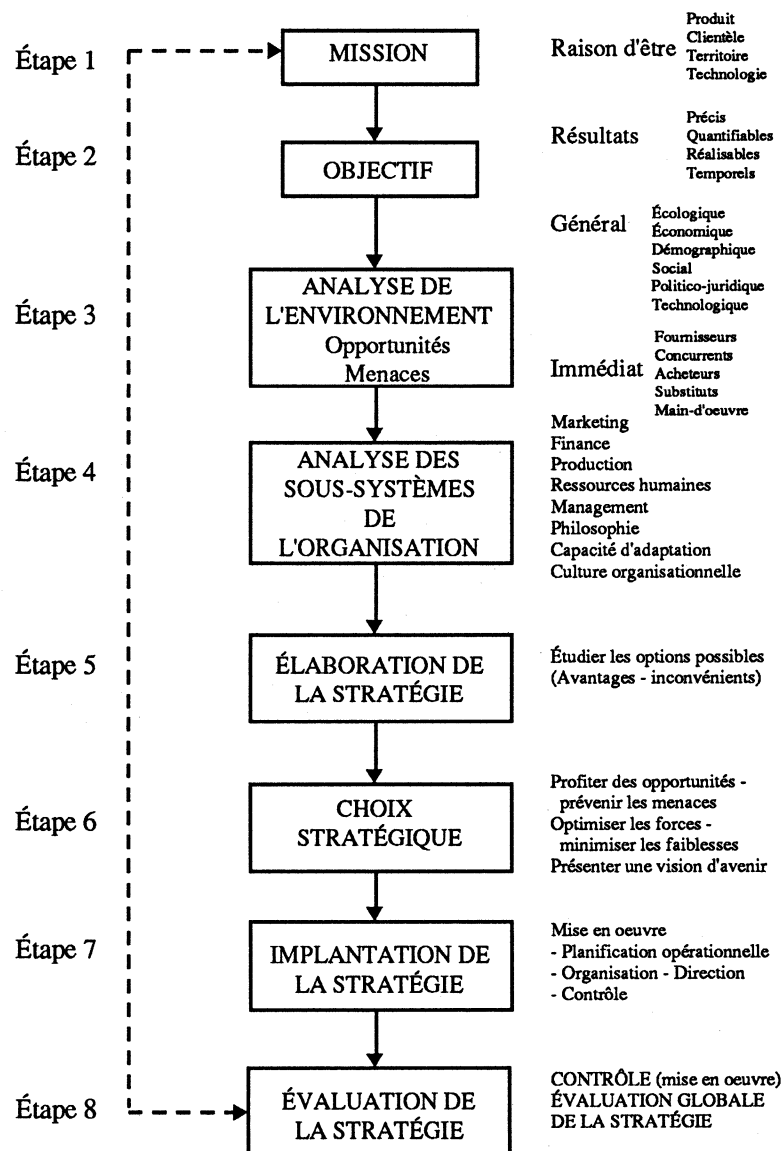 Étape 1
MISSION
Raison d'être
Produit
Clientèle
Territoire
Technologie
Étape 2
OBJECTIF
Résultats
Précis
Quantifiables
Réalisables
Temporels
Étape 3
ANALYSE DE
L'ENVIRONNEMENT
Opportunités
Menaces
Général
Écologique
Économique
Démographique
Social
Politico-juridique
Technologique
Immédiat
Fournisseurs
Concurrents
Acheteurs
Substituts
Main-d'oeuvre
Étape 4
ANALYSE DES
SOUS-SYSTÈMES
DE
L'ORGANISATION
Marketing
Finance
Production
Ressources humaines
Management
Philosophie
Capacité d'adaptation
Culture organisationnelle
Étape 5
ÉLABORATION DE
LA STRATÉGIE
Étudier les options possibles
(Avantages - inconvénients)
Étape 6
CHOIX
STRATÉGIQUE
Profiter des opportunités -
prévenir les menaces
Optimiser les forces -
minimiser les faiblesses
Présenter une vision d'avenir
Étape 7
IMPLANTATION DE
LA STRATÉGIE
Mise en oeuvre
- Planification opérationnelle
- Organisation - Direction
- Contrôle
Étape 8
ÉVALUATION DE
LA STRATÉGIE
CONTRÔLE (mise en oeuvre)
ÉVALUATION GLOBALE
DE LA STRATÉGIE